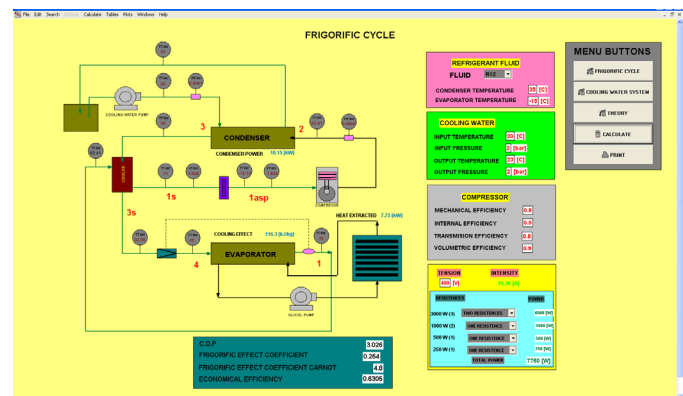 File Edit Search Options Calculate Tables Plots Windows Help
FRIGORIFIC CYCLE
COOLING WATER PUMP
3
2
CONDENSER
CONDENSER POWER 10.15 [kW]
COOLER
1s
1asp
COMPRESSOR
3s
COOLING EFFECT 116.3 [kJ/kg]
HEAT EXTRACTED 7.75 [kW]
4
EVAPORATOR
1
GLICOL PUMP
C.O.P 3.026
FRIGORIFIC EFFECT COEFFICIENT 0.264
FRIGORIFIC EFFECT COEFFICIENT CARNOT 4.8
ECONOMICAL EFFICIENCY 0.6305
REFRIGERANT FLUID
FLUID R12
CONDENSER TEMPERATURE 35 [C]
EVAPORATOR TEMPERATURE -15 [C]
COOLING WATER
INPUT TEMPERATURE 20 [C]
INPUT PRESSURE 2 [bar]
OUTPUT TEMPERATURE 23 [C]
OUTPUT PRESSURE 2 [bar]
COMPRESSOR
MECHANICAL EFFICIENCY 0.8
INTERNAL EFFICIENCY 0.8
TRANSMISION EFFICIENCY 0.8
VOLUMETRIC EFFICIENCY 0.9
TENSION INTENSITY
400 [V]
RESISTENCES POWER
3000 W (3) TWO RESISTENCES 6000 [W]
1000 W (2) ONE RESISTENCE 1000 [W]
500 W (1) ONE RESISTENCE 500 [W]
250 W (1) ONE RESISTENCE
TOTAL POWER 7750 [W]
MENU BUTTONS
FRIGORIFIC CYCLE
COOLING WATER SYSTEM
THEORY
CALCULATE
PRINT